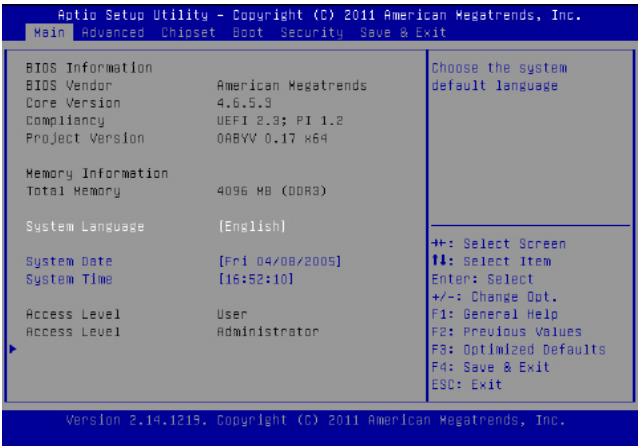 Aptio Setup Utility - Copyright (C) 2011 American Megatrends, Inc.
Main Advanced Chipset Boot Security Save & Exit
BIOS Information
BIOS Vendor American Megatrends
Core Version 4.6.5.3
Compliancy UEFI 2.3; PI 1.2
Project Version 0ABYV 0.17 x64
Memory Information
Total Memory 4096 MB (DDR3)
System Language [English]
System Date [Fri 04/08/2005]
System Time [16:52:10]
Access Level User
Access Level Administrator
Choose the system
default language
→←: Select Screen
↑↓: Select Item
Enter: Select
+/-: Change Opt.
F1: General Help
F2: Previous Values
F3: Optimized Defaults
F4: Save & Exit
ESC: Exit
Version 2.14.1219. Copyright (C) 2011 American Megatrends, Inc.